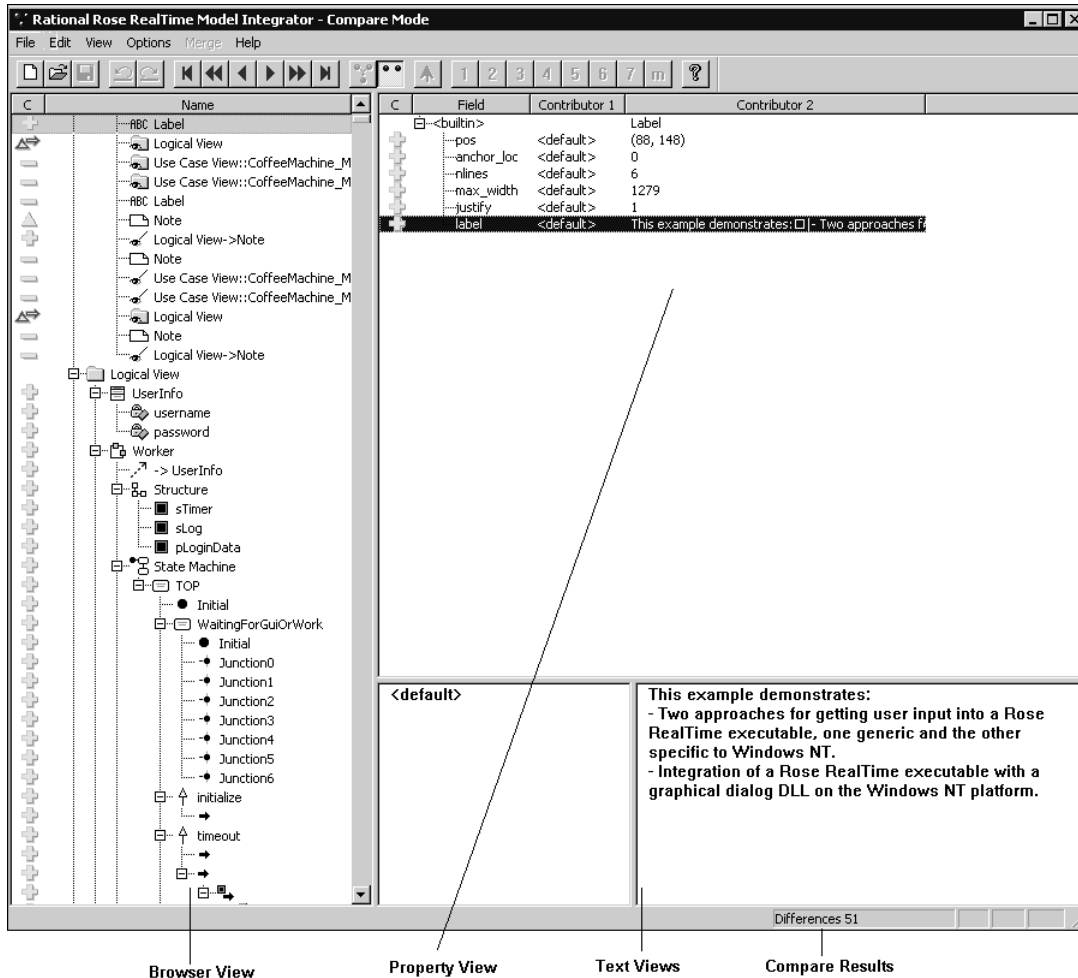 Rational Rose RealTime Model Integrator - Compare Mode
File Edit View Options Merge Help
1 2 3 4 5 6 7 m ?
C Name
ABC Label
Logical View
Use Case View::CoffeeMachine_M
Use Case View::CoffeeMachine_M
ABC Label
Note
Logical View->Note
Note
Use Case View::CoffeeMachine_M
Use Case View::CoffeeMachine_M
Logical View
Note
Logical View->Note
Logical View
UserInfo
username
password
Worker
-> UserInfo
Structure
sTimer
sLog
pLoginData
State Machine
TOP
Initial
WaitingForGuiOrWork
Initial
Junction0
Junction1
Junction2
Junction3
Junction4
Junction5
Junction6
initialize
timeout
C Field Contributor 1 Contributor 2
<builtin> Label
pos <default> (88, 148)
anchor_loc <default> 0
nlines <default> 6
max_width <default> 1279
justify <default> 1
label <default> This example demonstrates:□|- Two approaches f
<default>
This example demonstrates:
- Two approaches for getting user input into a Rose
RealTime executable, one generic and the other
specific to Windows NT.
- Integration of a Rose RealTime executable with a
graphical dialog DLL on the Windows NT platform.
Differences 51
Browser View Property View Text Views Compare Results